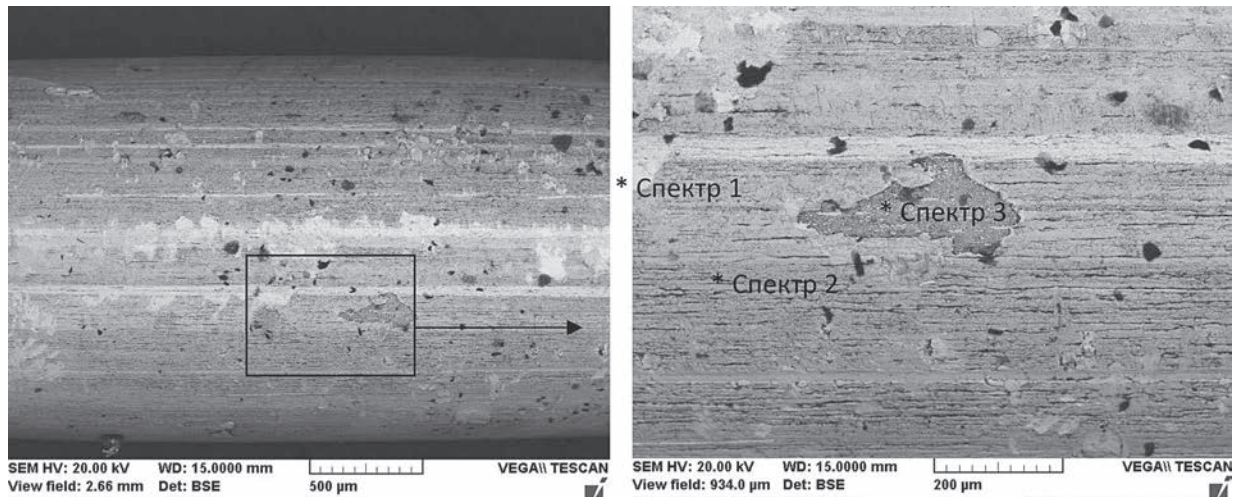 * Спектр 1
* Спектр 3
* Спектр 2
SEM HV: 20.00 kV WD: 15.0000 mm VEGA\\ TESCAN
View field: 2.66 mm Det: BSE 500 µm
SEM HV: 20.00 kV WD: 15.0000 mm VEGA\\ TESCAN
View field: 934.0 µm Det: BSE 200 µm